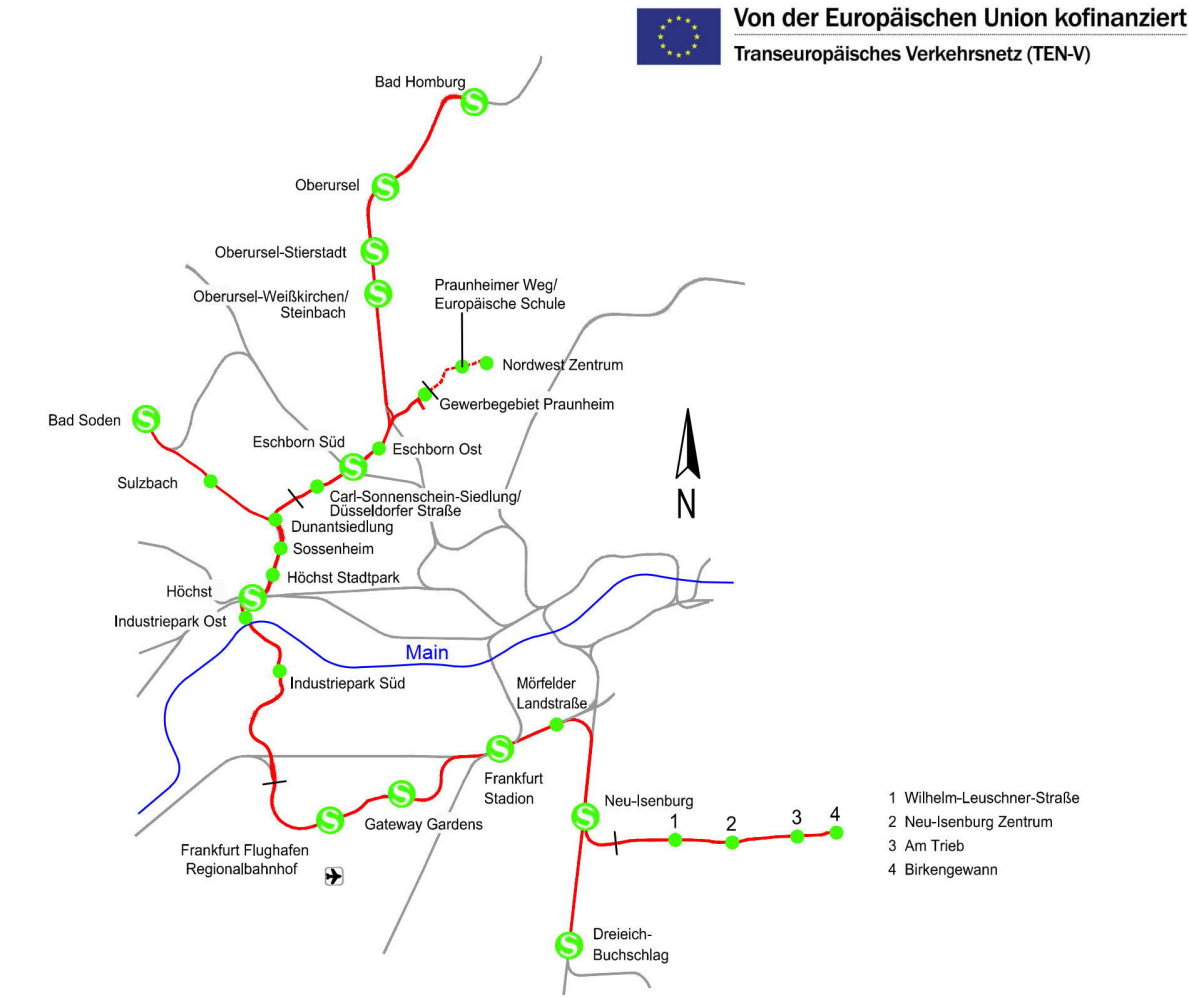 Von der Europäischen Union kofinanziert
Transeuropäisches Verkehrsnetz (TEN-V)
Bad Homburg
S
Oberursel
S
Oberursel-Stierstadt
S
Oberursel-Weißkirchen/
Steinbach
S
Praunheimer Weg/
Europäische Schule
Nordwest Zentrum
Gewerbegebiet Praunheim
Bad Soden
S
Eschborn Süd
S
Eschborn Ost
Sulzbach
Carl-Sonnenschein-Siedlung/
Düsseldorfer Straße
N
Dunantsiedlung
Sossenheim
Höchst Stadtpark
Höchst
S
Industriepark Ost
Main
Industriepark Süd
Mörfelder
Landstraße
S
Frankfurt
Stadion
S
Gateway Gardens
S
Frankfurt Flughafen
Regionalbahnhof
S
Neu-Isenburg
1
2
3
4
1 Wilhelm-Leuschner-Straße
2 Neu-Isenburg Zentrum
3 Am Trieb
4 Birkengewann
S
Dreieich-
Buchschlag